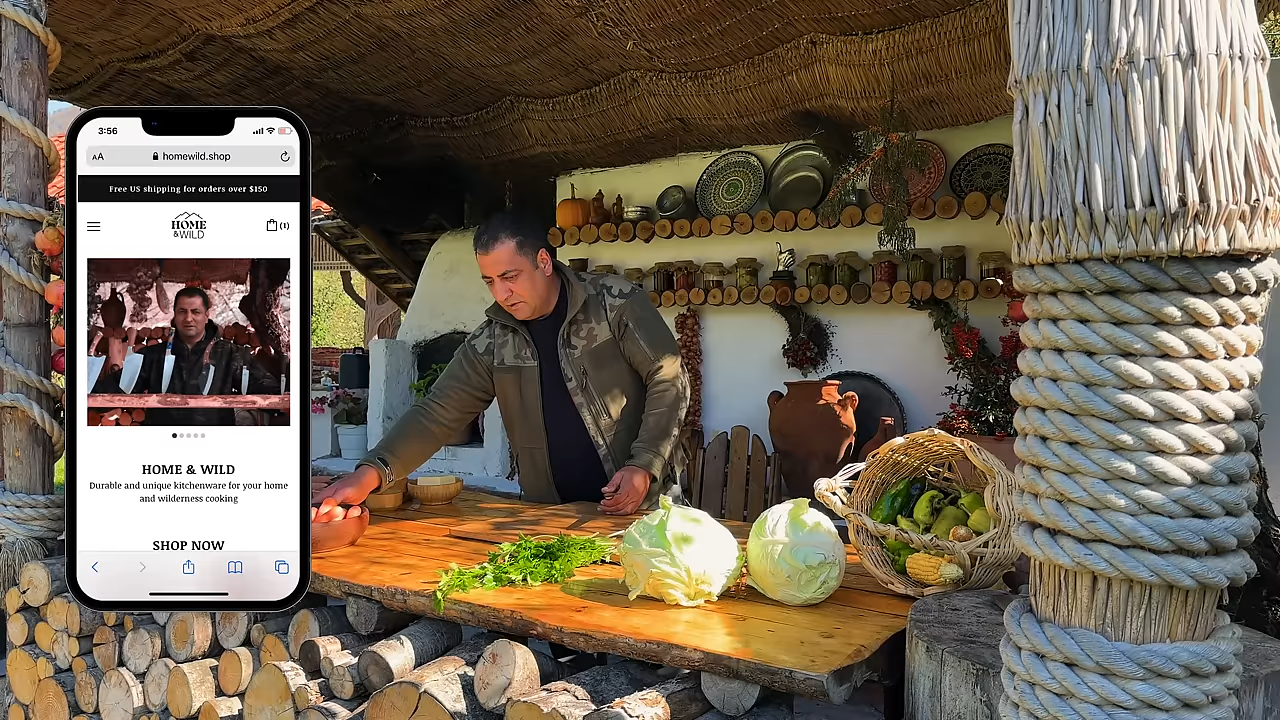 3:56
AA
homewild.shop
Free US shipping for orders over $150
HOME
&WILD
(1)
HOME & WILD
Durable and unique kitchenware for your home
and wilderness cooking
SHOP NOW